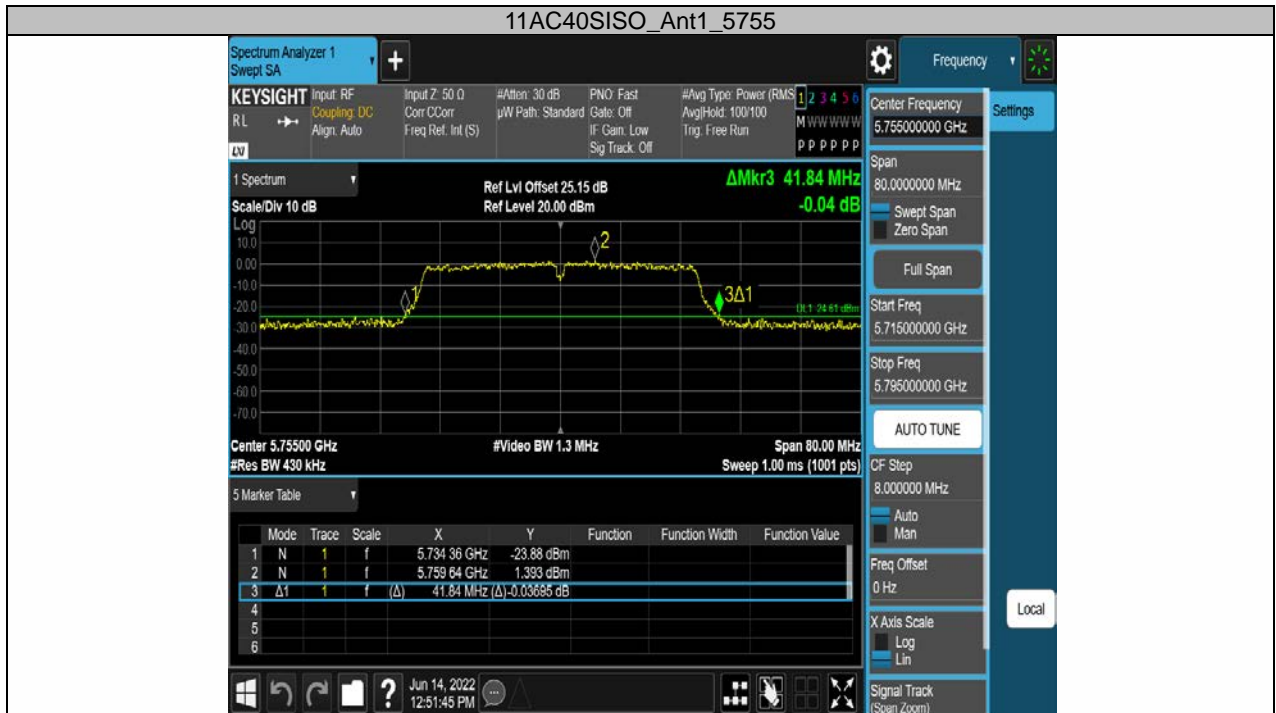 11AC40SISO_Ant1_5755
Spectrum Analyzer 1
Swept SA
+
Frequency
KEYSIGHT
RL
LXI
Input: RF
Coupling: DC
Align: Auto
Input Z: 50 Ω
Corr CCorr
Freq Ref: Int (S)
#Atten: 30 dB
µW Path: Standard
PNO: Fast
Gate: Off
IF Gain: Low
Sig Track: Off
#Avg Type: Power (RMS
Avg|Hold: 100/100
Trig: Free Run
1 2 3 4 5 6
M W W W W W
P P P P P P
1 Spectrum
Scale/Div 10 dB
Ref Lvl Offset 25.15 dB
Ref Level 20.00 dBm
ΔMkr3 41.84 MHz
-0.04 dB
Log
10.0
0.00
-10.0
-20.0
-30.0
-40.0
-50.0
-60.0
-70.0
1
2
3Δ1
DL1 -24.61 dBm
Center 5.75500 GHz
#Res BW 430 kHz
#Video BW 1.3 MHz
Span 80.00 MHz
Sweep 1.00 ms (1001 pts)
5 Marker Table
Mode Trace Scale X Y Function Function Width Function Value
1 N 1 f 5.734 36 GHz -23.88 dBm
2 N 1 f 5.759 64 GHz 1.393 dBm
3 Δ1 1 f (Δ) 41.84 MHz (Δ) -0.03695 dB
4
5
6
?
Jun 14, 2022
12:51:45 PM
Center Frequency
5.755000000 GHz
Span
80.0000000 MHz
Swept Span
Zero Span
Full Span
Start Freq
5.715000000 GHz
Stop Freq
5.795000000 GHz
AUTO TUNE
CF Step
8.000000 MHz
Auto
Man
Freq Offset
0 Hz
X Axis Scale
Log
Lin
Signal Track
(Span Zoom)
Settings
Local